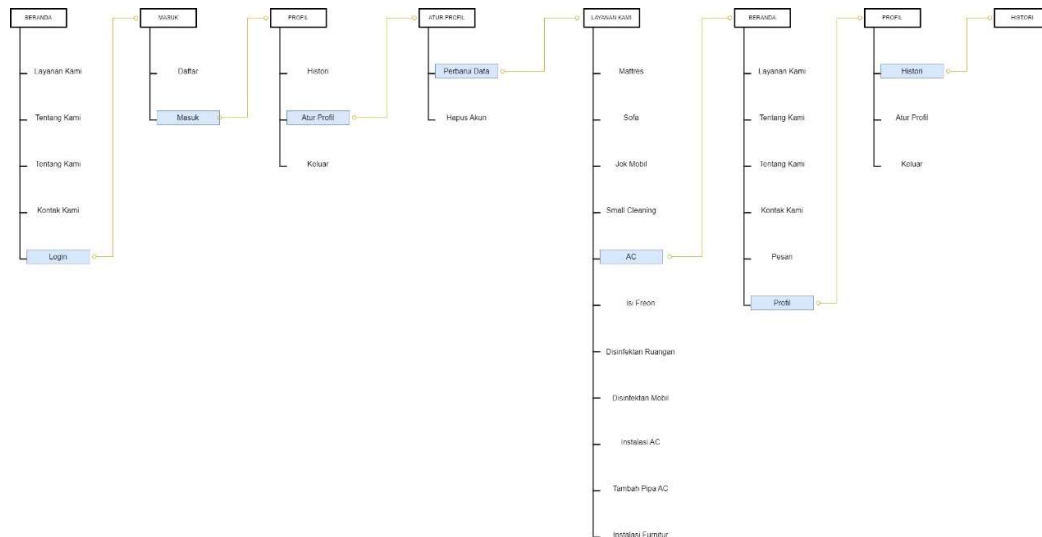 BERANDA
Layanan Kami
Tentang Kami
Tentang Kami
Kontak Kami
Login
MASUK
Daftar
Masuk
PROFIL
Histori
Atur Profil
Keluar
ATUR PROFIL
Perbarui Data
Hapus Akun
LAYANAN KAMI
Mattres
Sofa
Jok Mobil
Small Cleaning
AC
Isi Freon
Disinfektan Ruangan
Disinfektan Mobil
Instalasi AC
Tambah Pipa AC
Instalasi Furnitur
BERANDA
Layanan Kami
Tentang Kami
Tentang Kami
Kontak Kami
Pesan
Profil
PROFIL
Histori
Atur Profil
Keluar
HISTORI